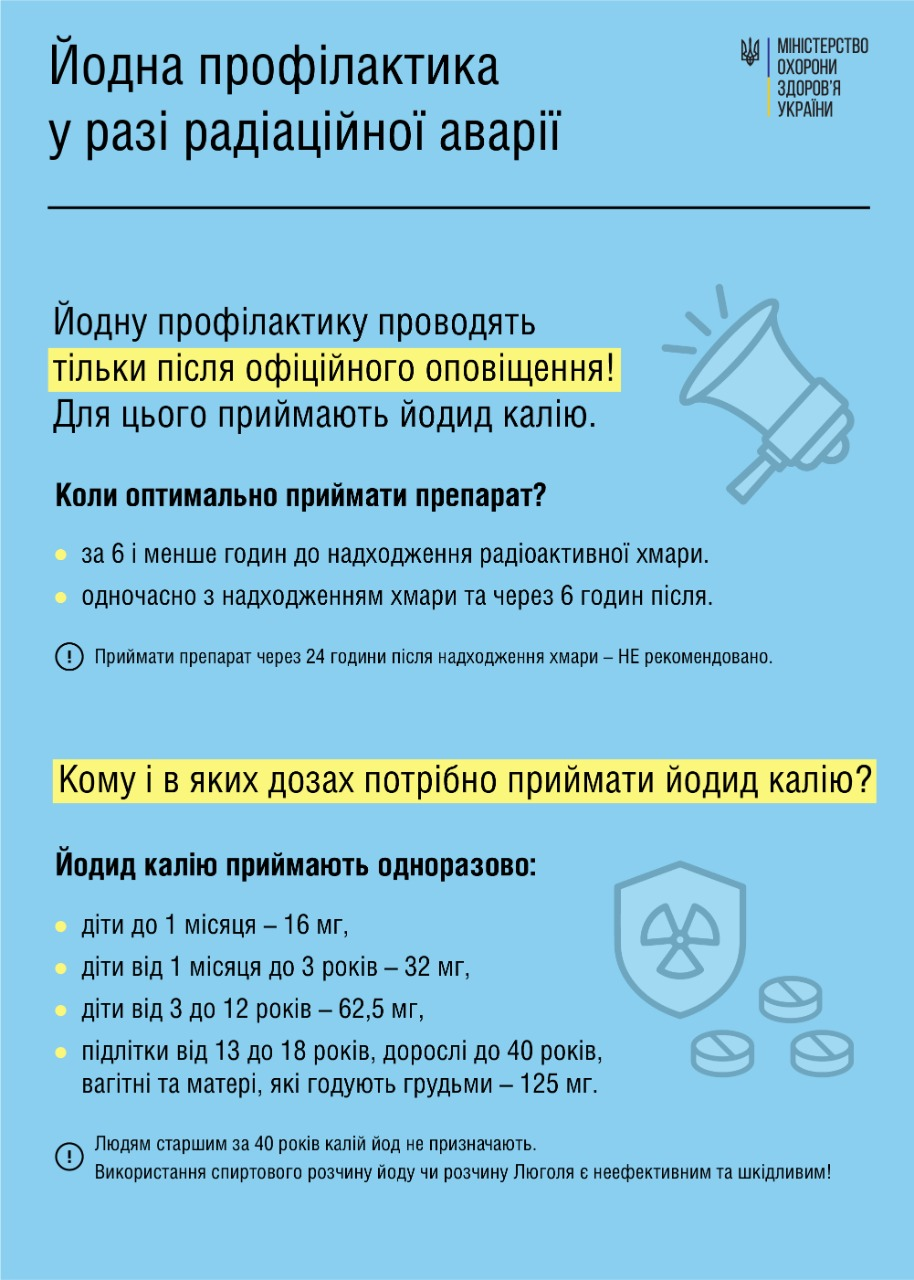 Йодна профілактика
у разі радіаційної аварії
МІНІСТЕРСТВО
ОХОРОНИ
ЗДОРОВ'Я
УКРАЇНИ
Йодну профілактику проводять
тільки після офіційного оповіщення!
Для цього приймають йодид калію.
Коли оптимально приймати препарат?
за 6 і менше годин до надходження радіоактивної хмари.
одночасно з надходженням хмари та через 6 годин після.
Приймати препарат через 24 години після надходження хмари – НЕ рекомендовано.
Кому і в яких дозах потрібно приймати йодид калію?
Йодид калію приймають одноразово:
діти до 1 місяця – 16 мг,
діти від 1 місяця до 3 років – 32 мг,
діти від 3 до 12 років – 62,5 мг,
підлітки від 13 до 18 років, дорослі до 40 років,
вагітні та матері, які годують грудьми – 125 мг.
Людям старшим за 40 років калій йод не призначають.
Використання спиртового розчину йоду чи розчину Люголя є неефективним та шкідливим!